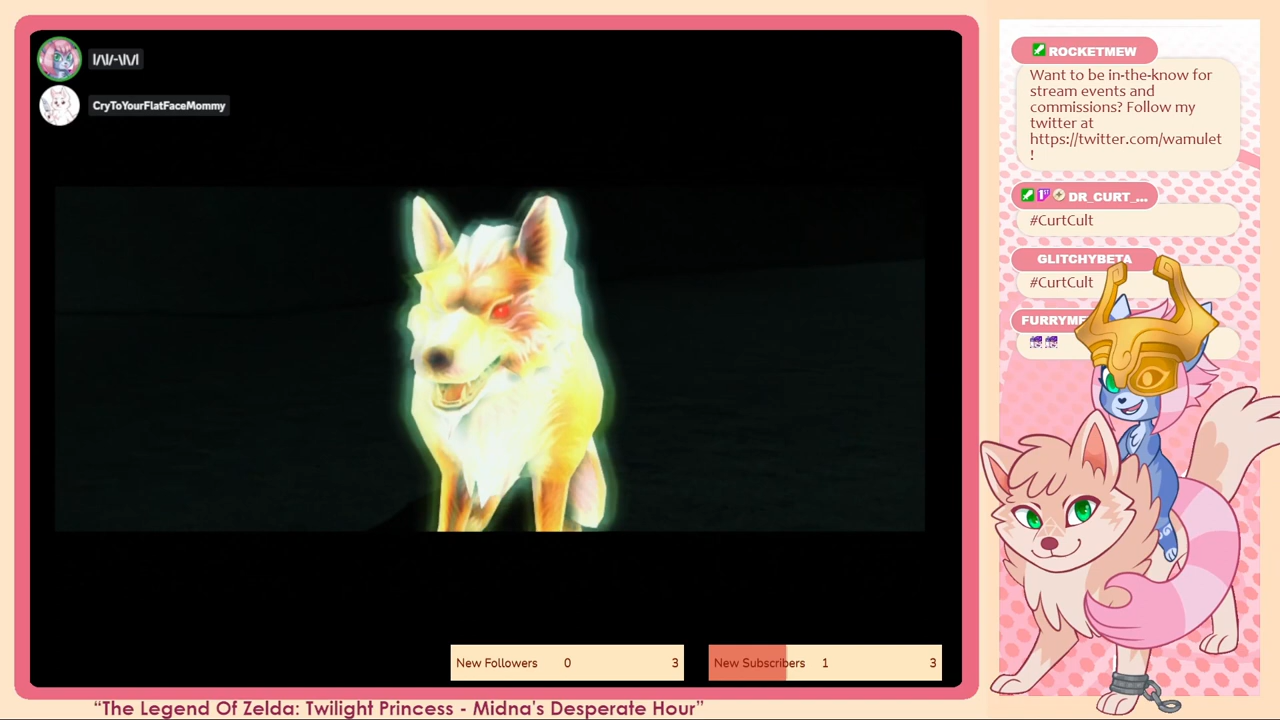 I/\I/-\I\/I
CryToYourFlatFaceMommy
ROCKETMEW
Want to be in-the-know for
stream events and
commissions? Follow my
twitter at
https://twitter.com/wamulet
!
DR_CURT_...
#CurtCult
GLITCHYBETA
#CurtCult
FURRYME
New Followers 0 3
New Subscribers 1 3
“The Legend Of Zelda: Twilight Princess - Midna's Desperate Hour”